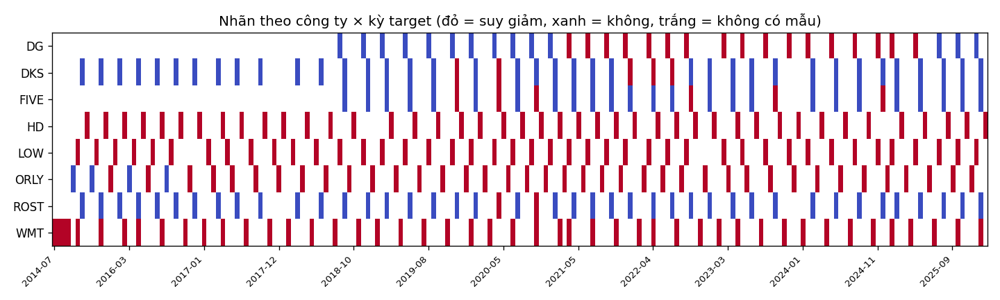 Nhãn theo công ty × kỳ target (đỏ = suy giảm, xanh = không, trắng = không có mẫu)
DG
DKS
FIVE
HD
LOW
ORLY
ROST
WMT
2014-07
2016-03
2017-01
2017-12
2018-10
2019-08
2020-05
2021-05
2022-04
2023-03
2024-01
2024-11
2025-09